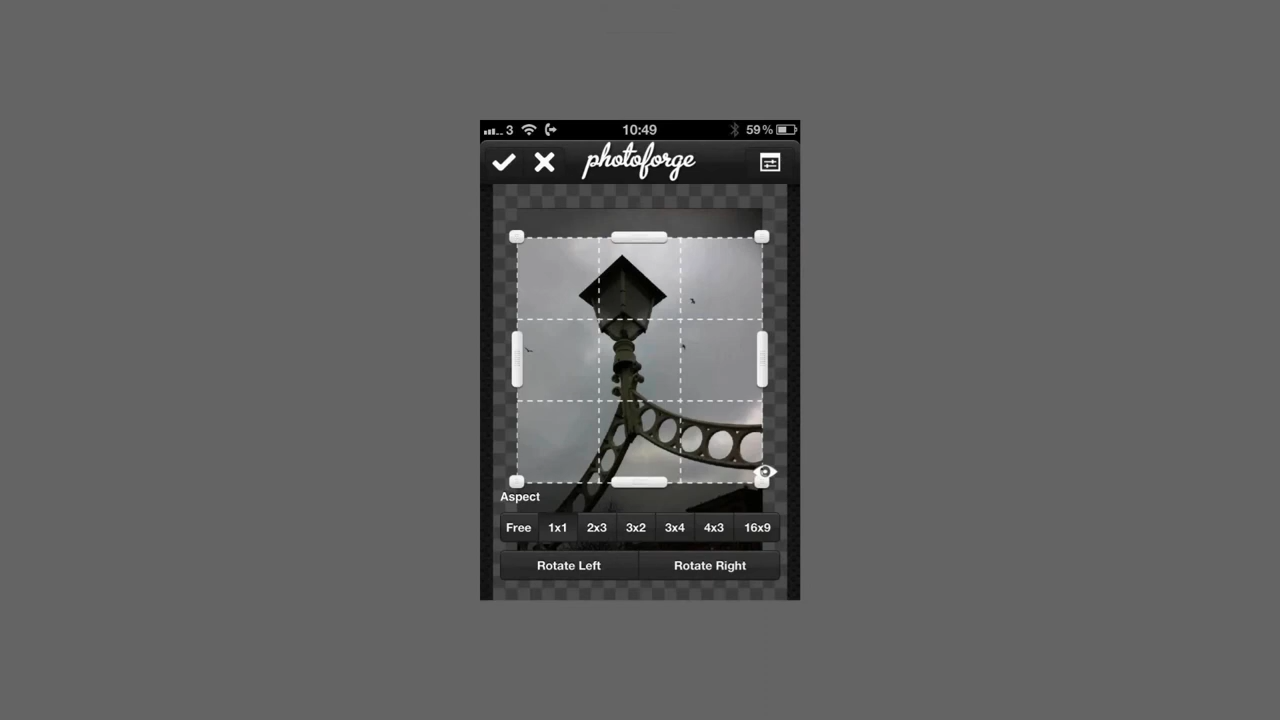 3 10:49 59%
photoforge
Aspect
Free 1x1 2x3 3x2 3x4 4x3 16x9
Rotate Left Rotate Right